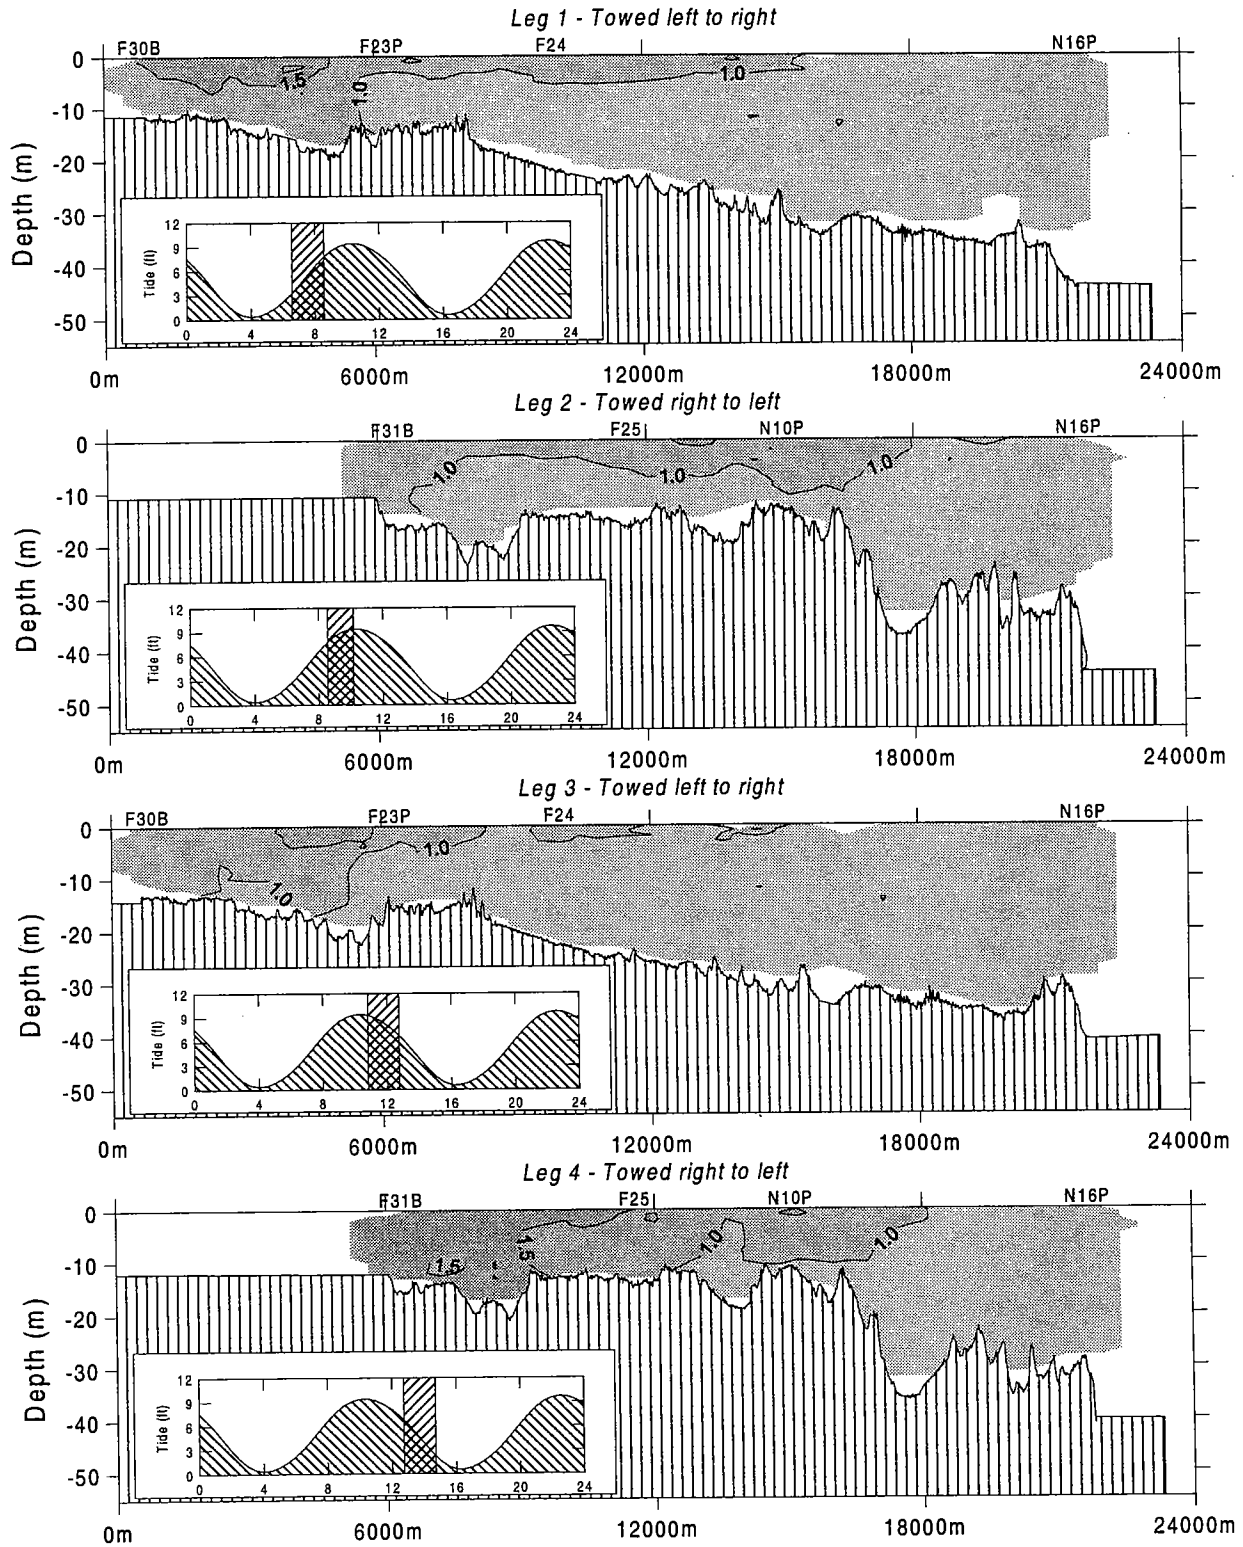 Leg 1 - Towed left to right
F30B F23P F24 N16P
0
-10
-20
-30
-40
-50
Depth (m)
1.5
1.0
1.0
12
9
6
3
0
Tide (ft)
0 4 8 12 16 20 24
0m 6000m 12000m 18000m 24000m
Leg 2 - Towed right to left
F31B F25 N10P N16P
0
-10
-20
-30
-40
-50
Depth (m)
1.0
1.0
1.0
12
9
6
3
0
Tide (ft)
0 4 8 12 16 20 24
0m 6000m 12000m 18000m 24000m
Leg 3 - Towed left to right
F30B F23P F24 N16P
0
-10
-20
-30
-40
-50
Depth (m)
1.0
1.0
12
9
6
3
0
Tide (ft)
0 4 8 12 16 20 24
0m 6000m 12000m 18000m 24000m
Leg 4 - Towed right to left
F31B F25 N10P N16P
0
-10
-20
-30
-40
-50
Depth (m)
1.5
1.5
1.0
1.0
12
9
6
3
0
Tide (ft)
0 4 8 12 16 20 24
0m 6000m 12000m 18000m 24000m